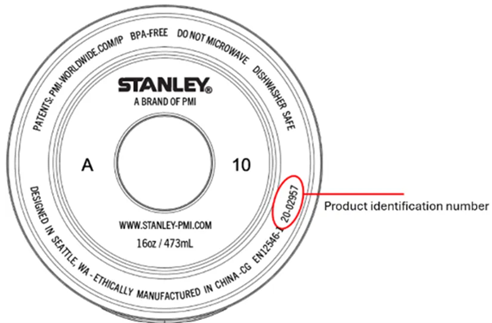 PATENTS: PMI-WORLDWIDE.COM/IP BPA-FREE DO NOT MICROWAVE DISHWASHER SAFE
STANLEY®
A BRAND OF PMI
A
10
WWW.STANLEY-PMI.COM
16oz / 473mL
DESIGNED IN SEATTLE, WA - ETHICALLY MANUFACTURED IN CHINA-CG EN12546-1 20-02957
Product identification number